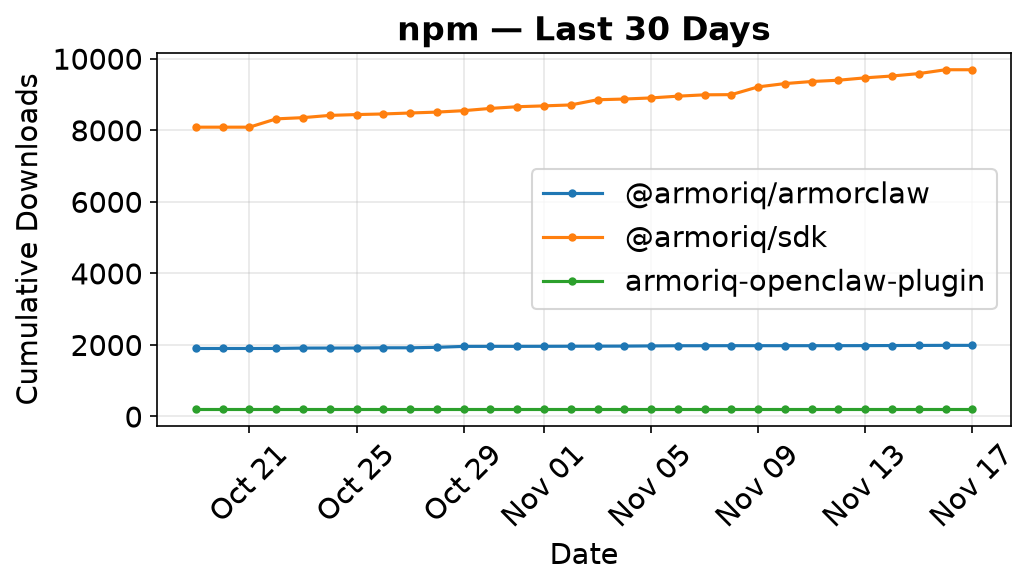 npm — Last 30 Days
Cumulative Downloads
10000
8000
6000
4000
2000
0
@armoriq/armorclaw
@armoriq/sdk
armoriq-openclaw-plugin
Oct 21
Oct 25
Oct 29
Nov 01
Nov 05
Nov 09
Nov 13
Nov 17
Date